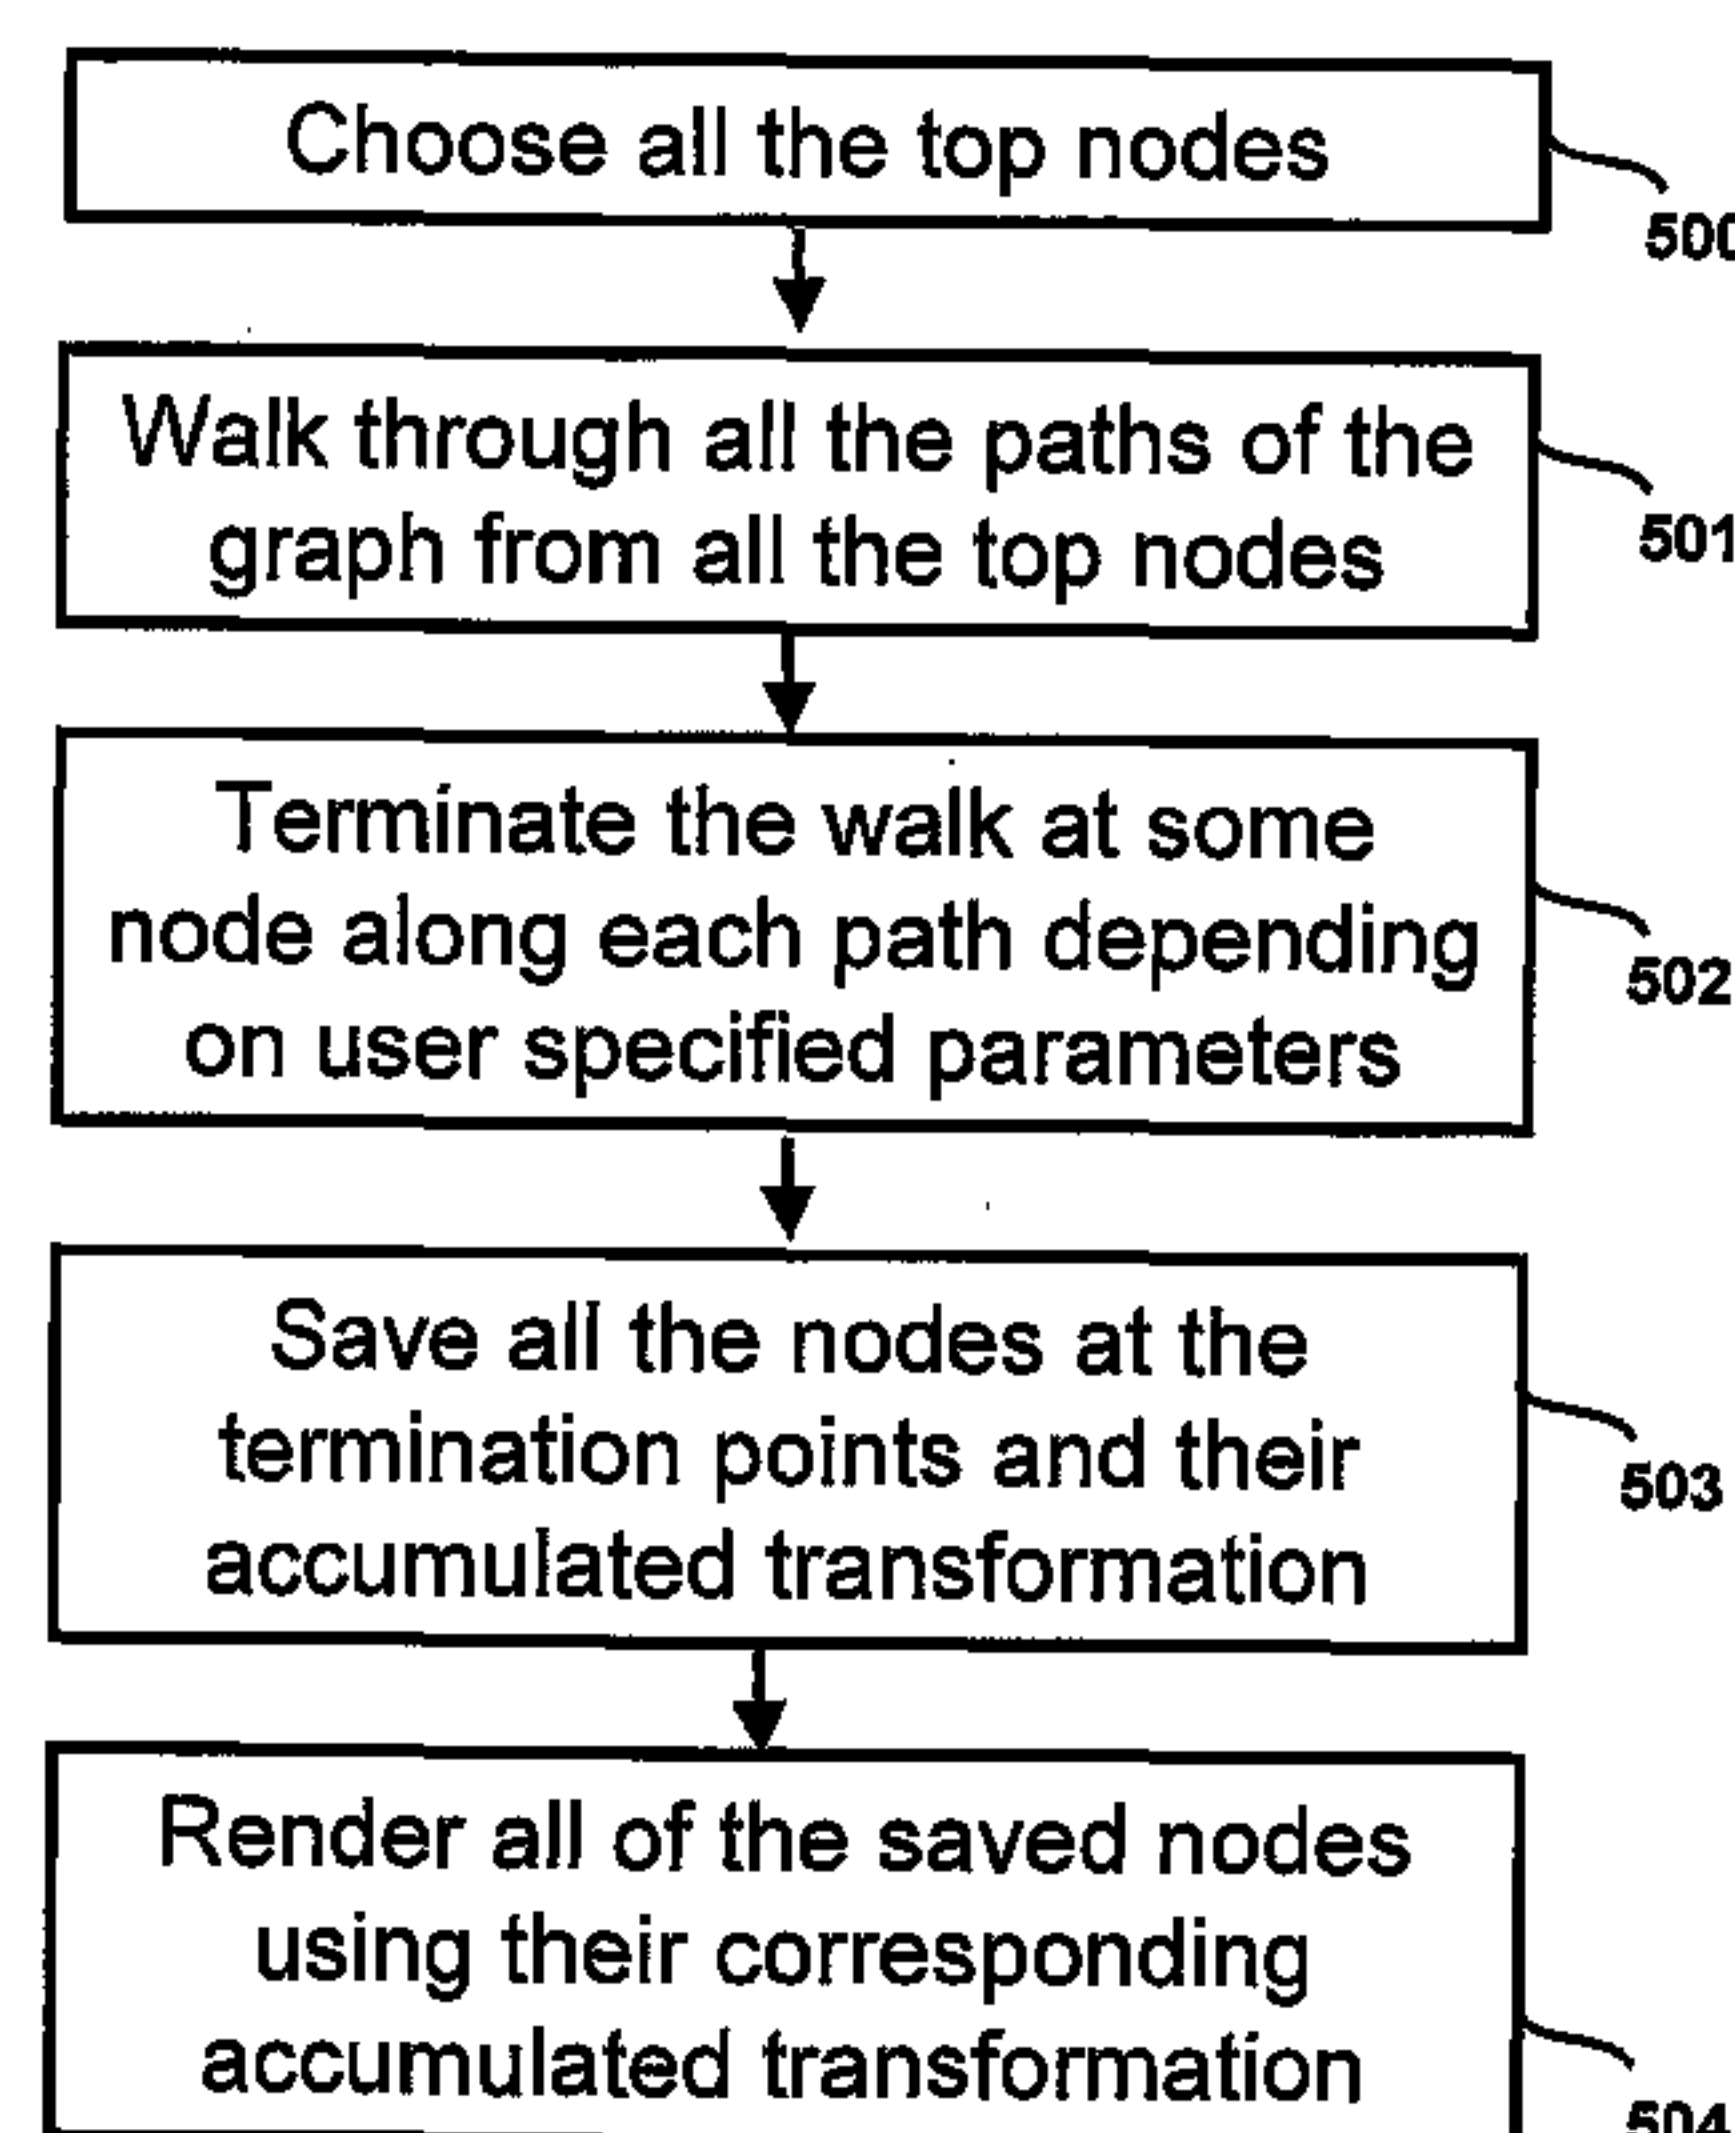 Choose all the top nodes
500
Walk through all the paths of the
graph from all the top nodes
501
Terminate the walk at some
node along each path depending
on user specified parameters
502
Save all the nodes at the
termination points and their
accumulated transformation
503
Render all of the saved nodes
using their corresponding
accumulated transformation
504